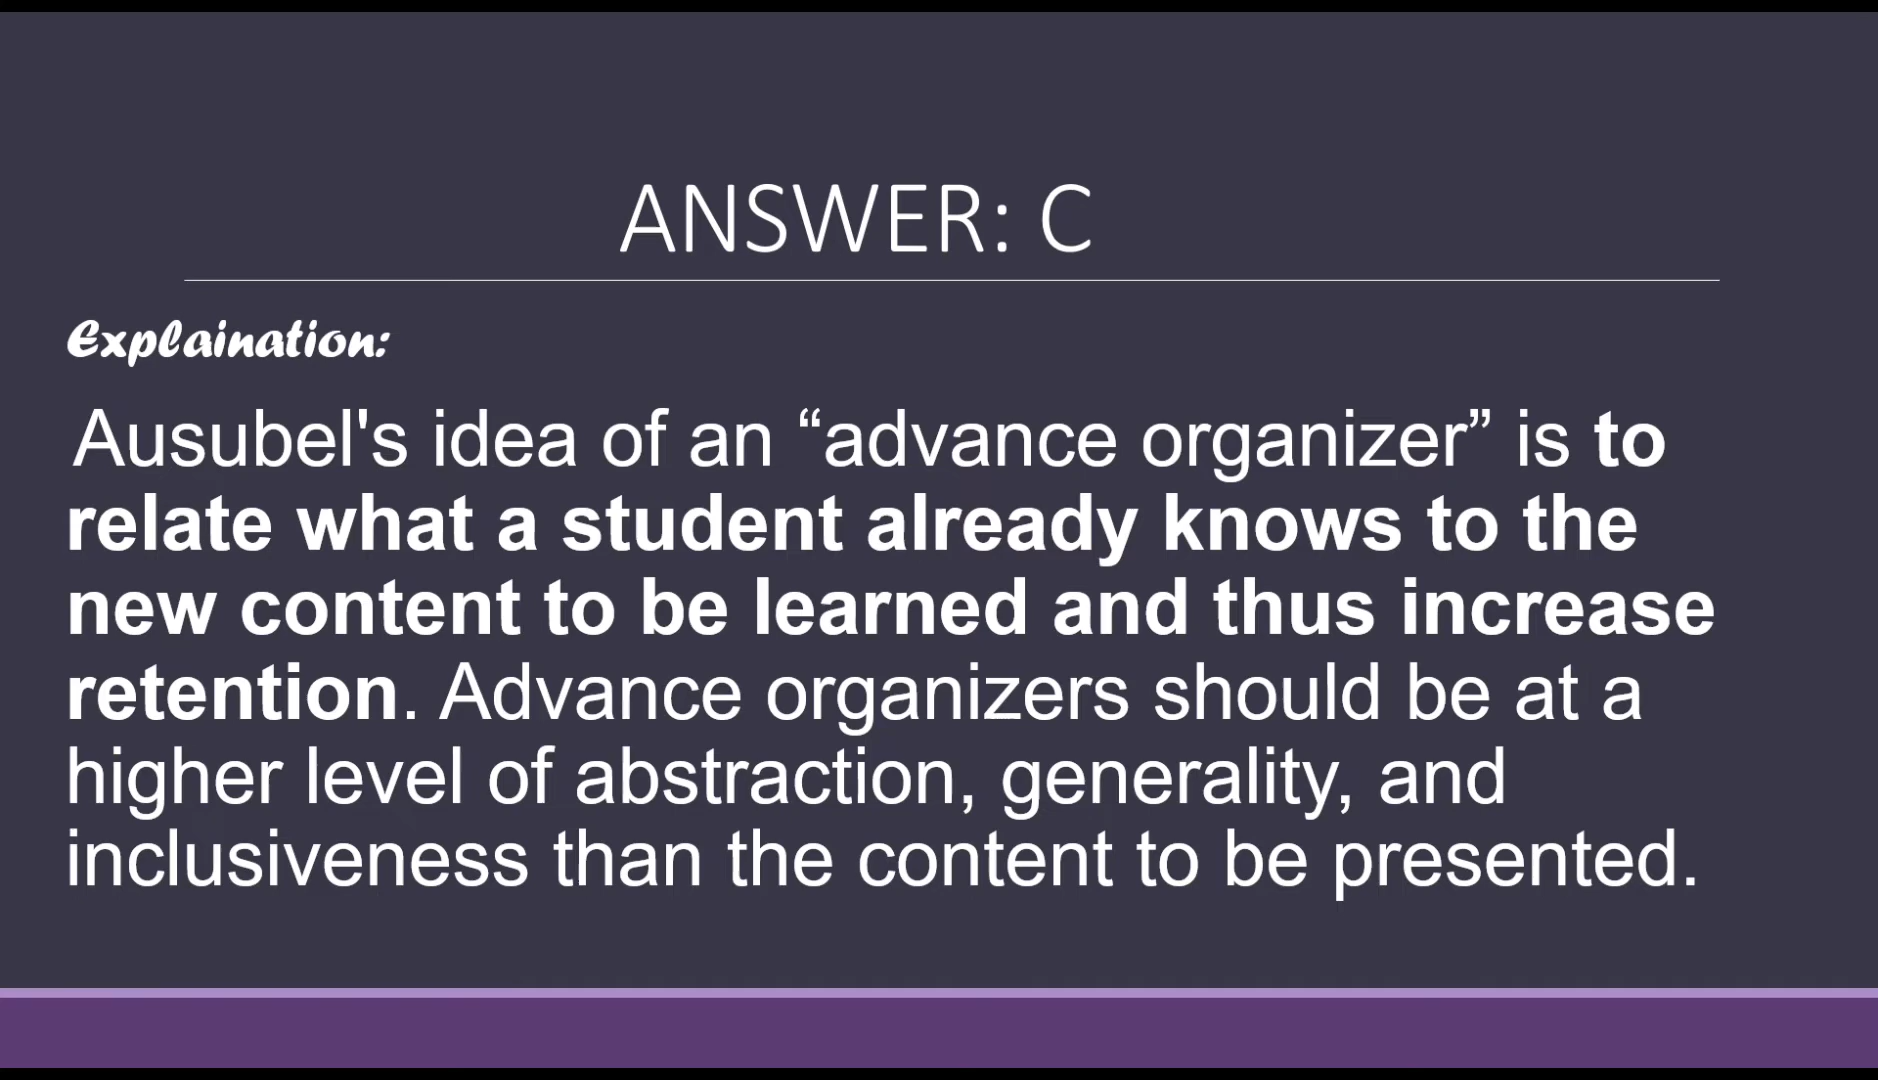 ANSWER: C
Explaination:
Ausubel's idea of an “advance organizer” is to
relate what a student already knows to the
new content to be learned and thus increase
retention. Advance organizers should be at a
higher level of abstraction, generality, and
inclusiveness than the content to be presented.